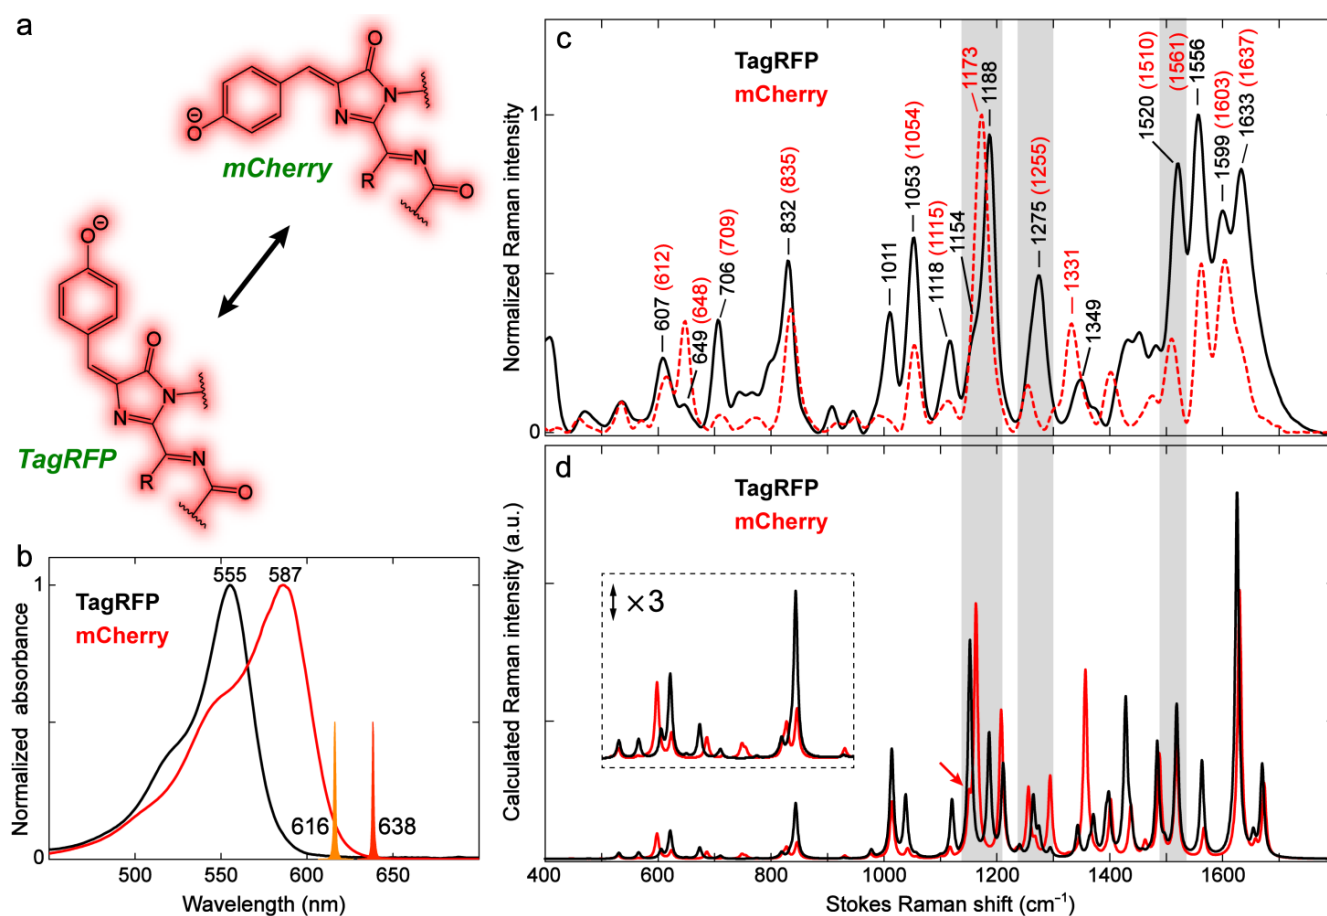 a
O
N
N
O
⊖
mCherry
R
N
O
O
⊖
O
N
N
TagRFP
R
N
O
b
TagRFP
mCherry
555
587
616
638
1
0
500
550
600
650
Normalized absorbance
Wavelength (nm)
c
TagRFP
mCherry
607 (612)
649 (648)
706 (709)
832 (835)
1011
1053 (1054)
1118 (1115)
1154
1173
1188
1275 (1255)
1331
1349
1520 (1510)
(1561)
1556
1599 (1603)
1633 (1637)
1
0
Normalized Raman intensity
d
TagRFP
mCherry
×3
Calculated Raman intensity (a.u.)
400
600
800
1000
1200
1400
1600
Stokes Raman shift (cm⁻¹)